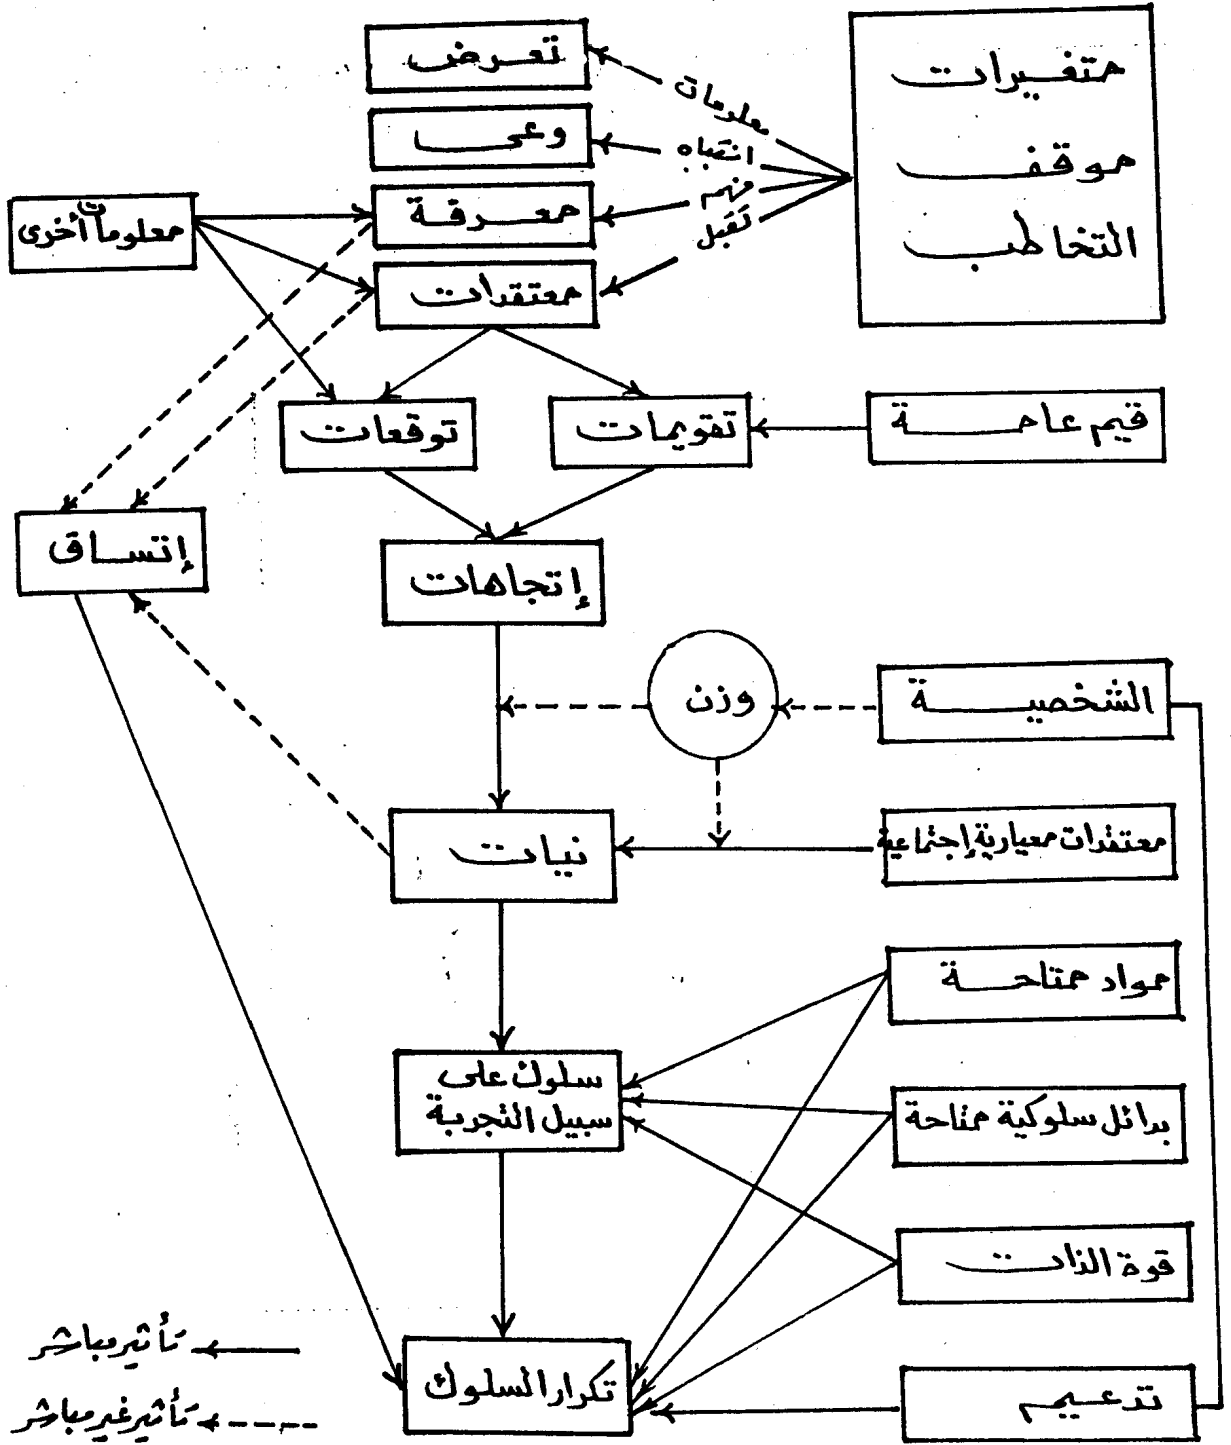 متغيرات
موقف
التخاطب
تعرض
وعى
معرفة
معتقدات
معلومات
انتباه
فهم
تقبل
معلومات أخرى
قيم عامة
تقويمات
توقعات
إتساق
إتجاهات
الشخصية
وزن
معتقدات معيارية إجتماعية
نيات
مواد متاحة
سلوك على
سبيل التجربة
بدائل سلوكية متاحة
قوة الذات
تدعيم
تكرار السلوك
تأثير مباشر
تأثير غير مباشر